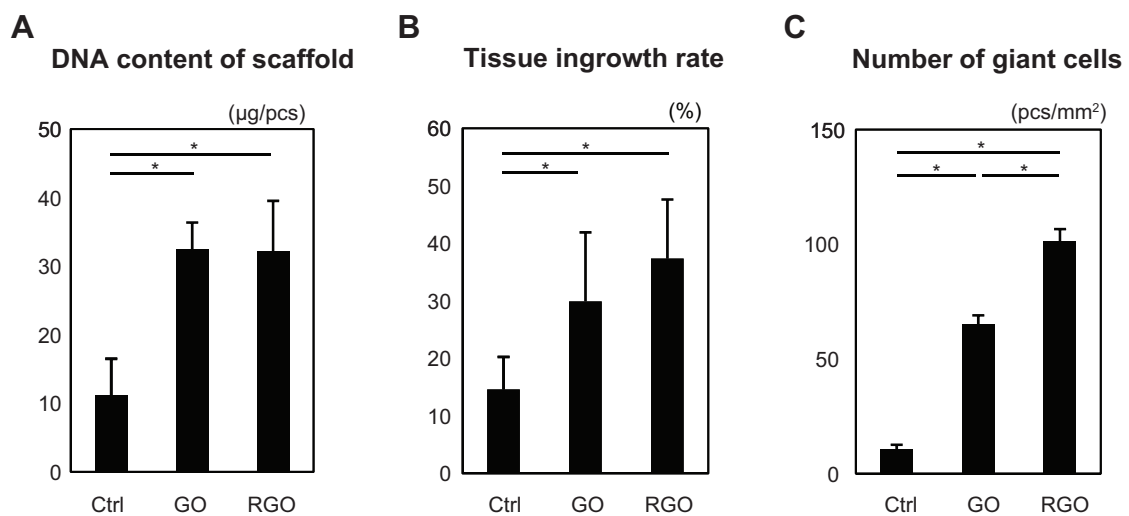 A
DNA content of scaffold
(µg/pcs)
50
40
30
20
10
0
*
*
Ctrl GO RGO
B
Tissue ingrowth rate
(%)
60
50
40
30
20
10
0
*
*
Ctrl GO RGO
C
Number of giant cells
(pcs/mm²)
150
100
50
0
*
* *
Ctrl GO RGO